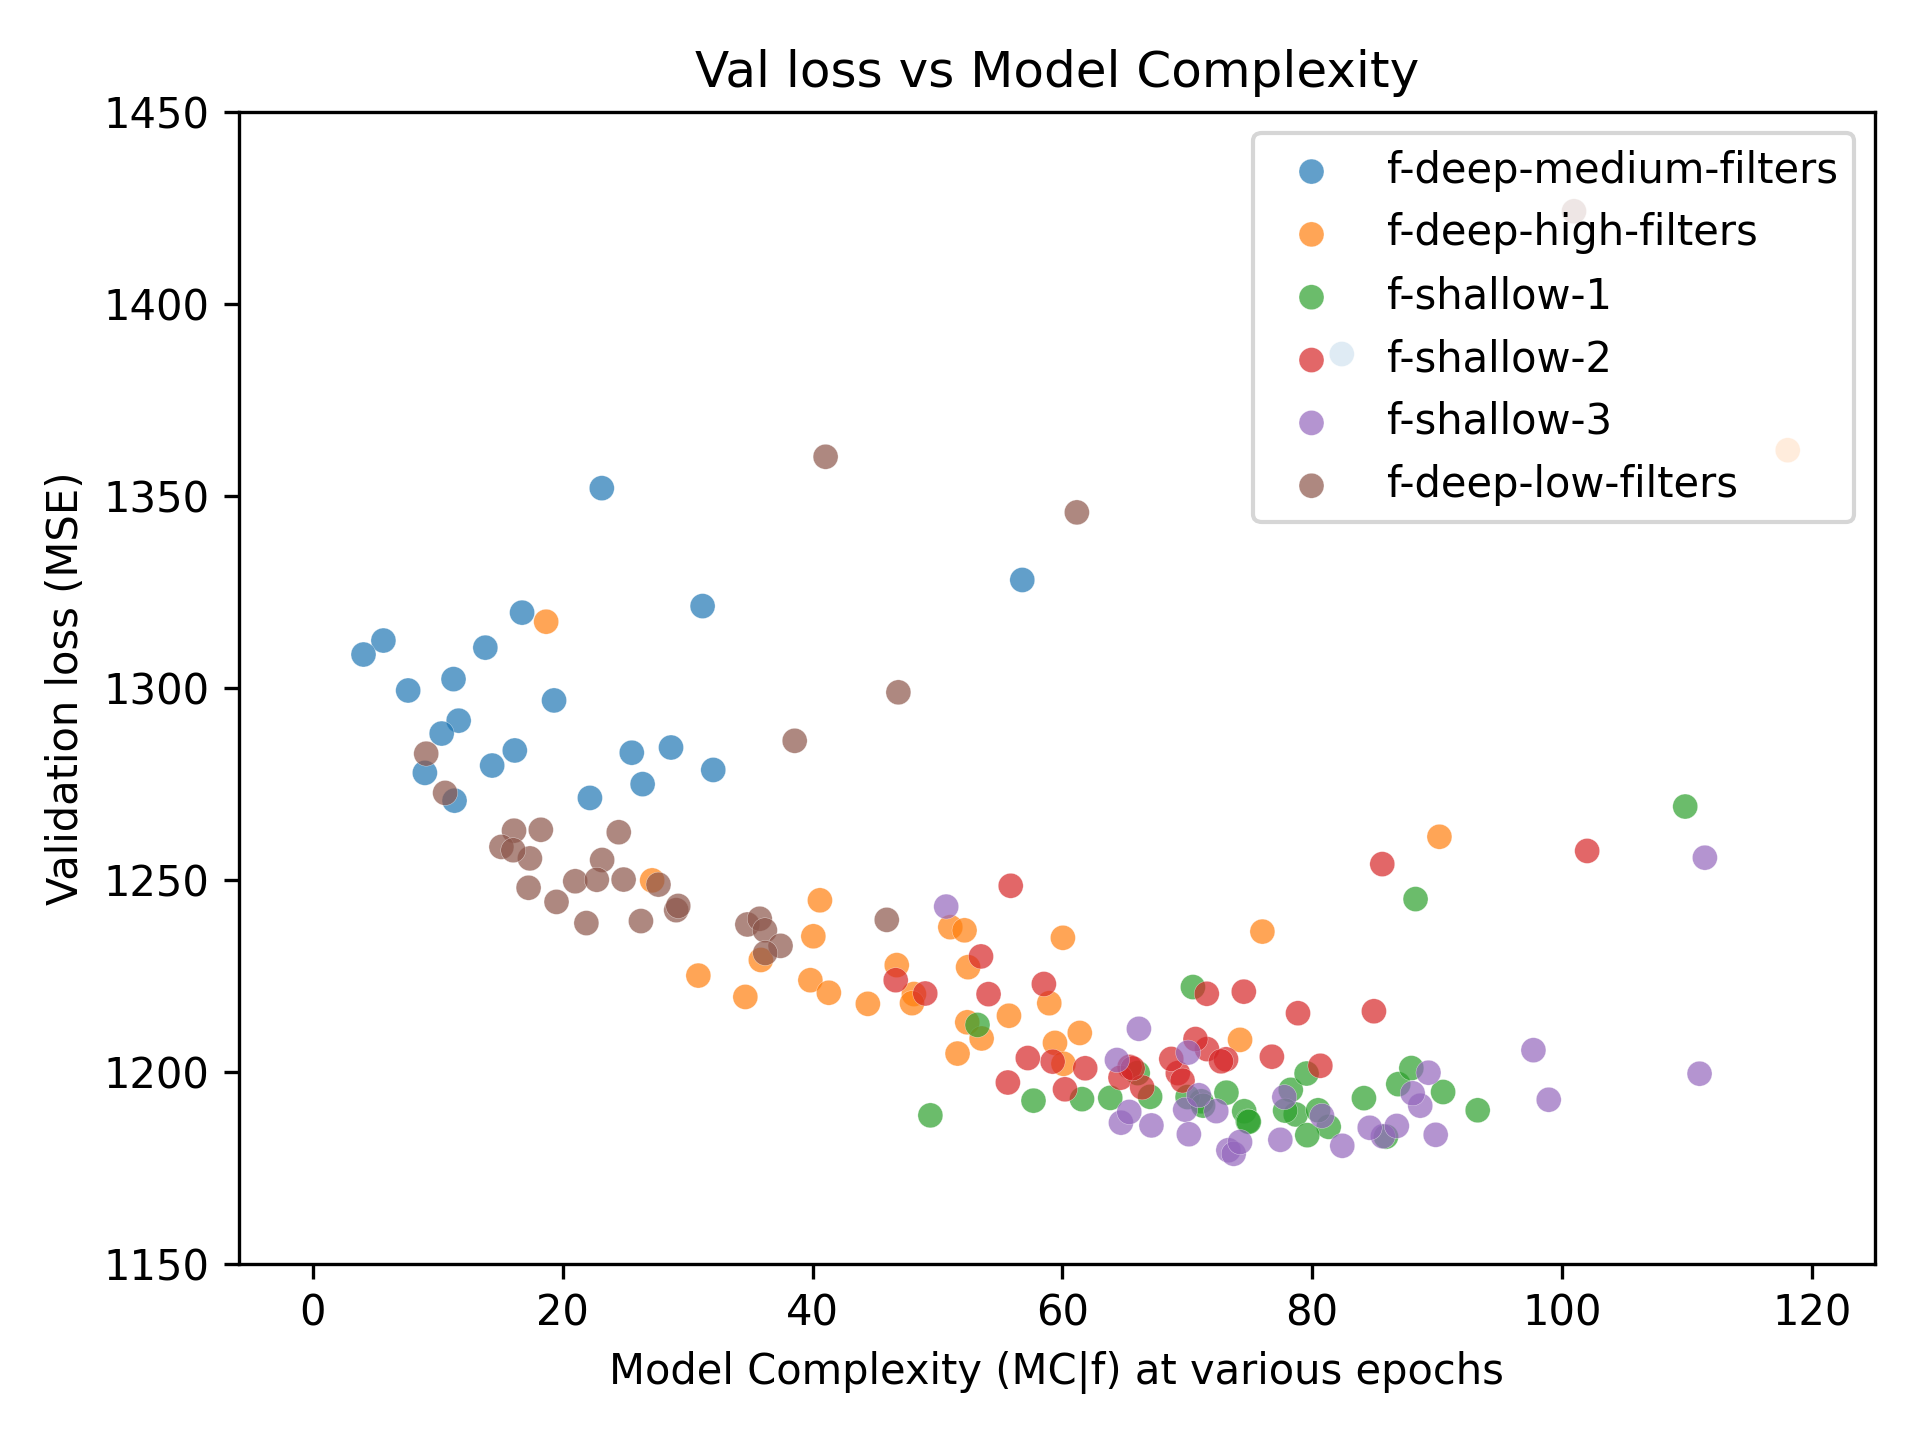 Val loss vs Model Complexity
1450
1400
1350
1300
1250
1200
1150
Validation loss (MSE)
f-deep-medium-filters
f-deep-high-filters
f-shallow-1
f-shallow-2
f-shallow-3
f-deep-low-filters
0 20 40 60 80 100 120
Model Complexity (MC|f) at various epochs